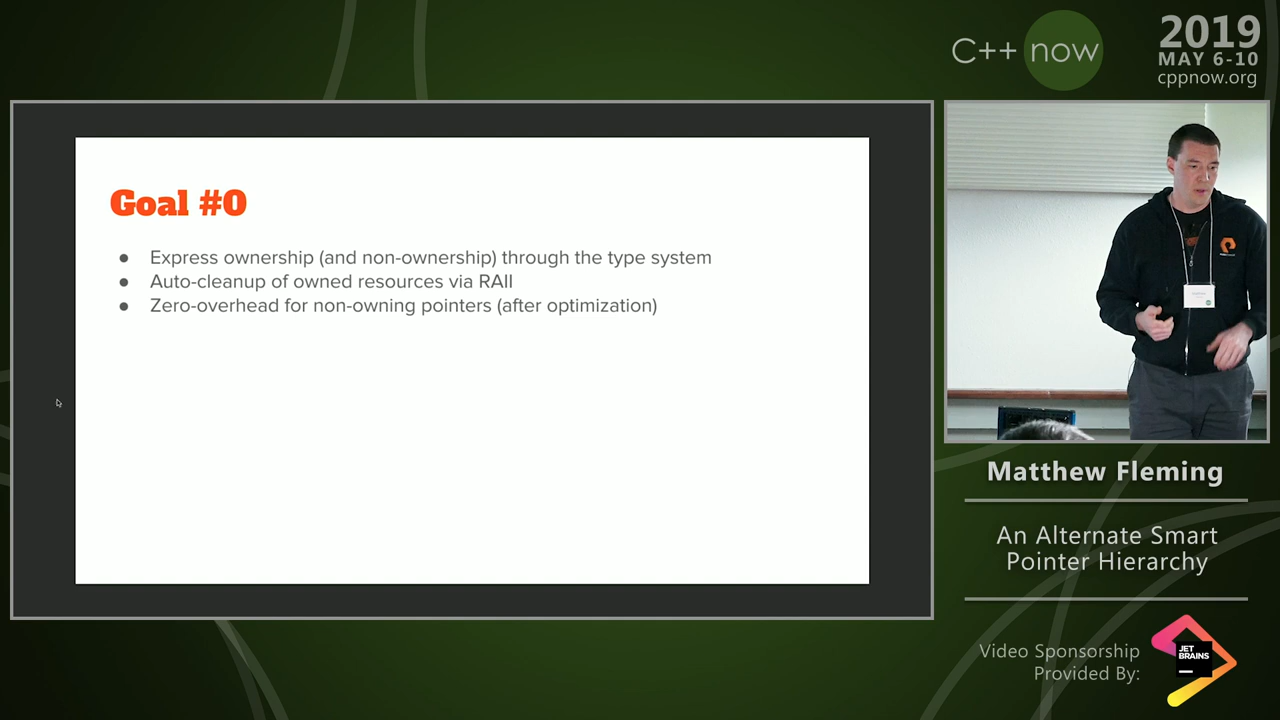 C++ now
2019
MAY 6-10
cppnow.org
Goal #0
● Express ownership (and non-ownership) through the type system
● Auto-cleanup of owned resources via RAII
● Zero-overhead for non-owning pointers (after optimization)
Matthew Fleming
An Alternate Smart
Pointer Hierarchy
Video Sponsorship
Provided By:
JET
BRAINS